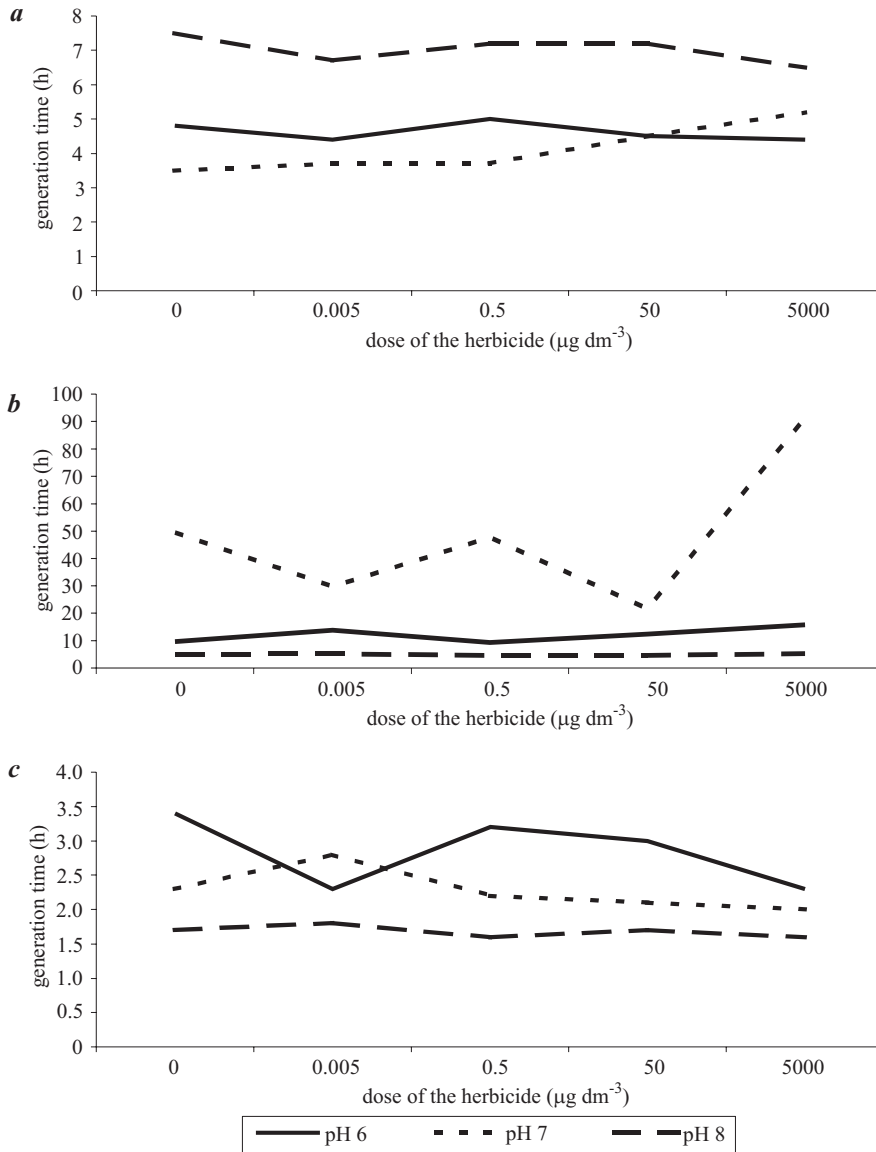 a
generation time (h)
8
7
6
5
4
3
2
1
0
0 0.005 0.5 50 5000
dose of the herbicide (μg dm-3)
b
generation time (h)
100
90
80
70
60
50
40
30
20
10
0
0 0.005 0.5 50 5000
dose of the herbicide (μg dm-3)
c
generation time (h)
4.0
3.5
3.0
2.5
2.0
1.5
1.0
0.5
0
0 0.005 0.5 50 5000
dose of the herbicide (μg dm-3)
pH 6 pH 7 pH 8